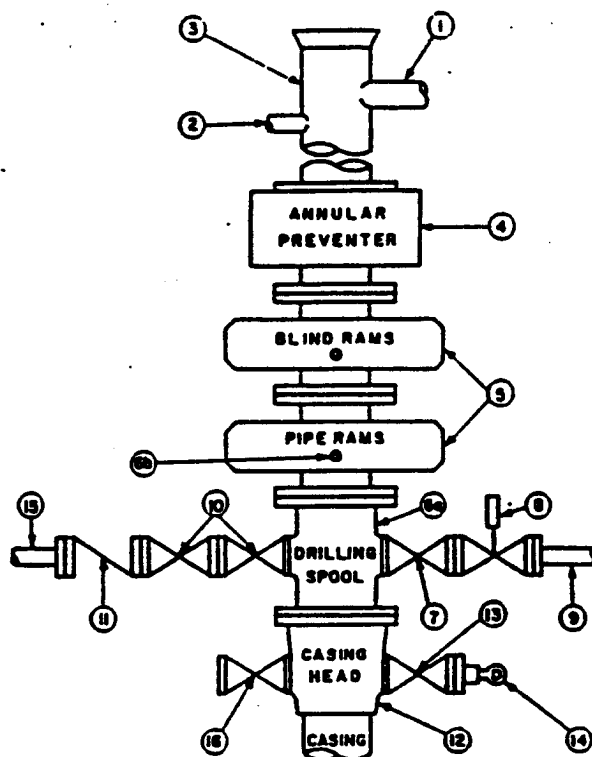 3
1
2
ANNULAR
PREVENTER
4
BLIND RAMS
5
PIPE RAMS
6b
6a
15
10
8
DRILLING
SPOOL
11
7
9
13
CASING
HEAD
16
12
14
CASING